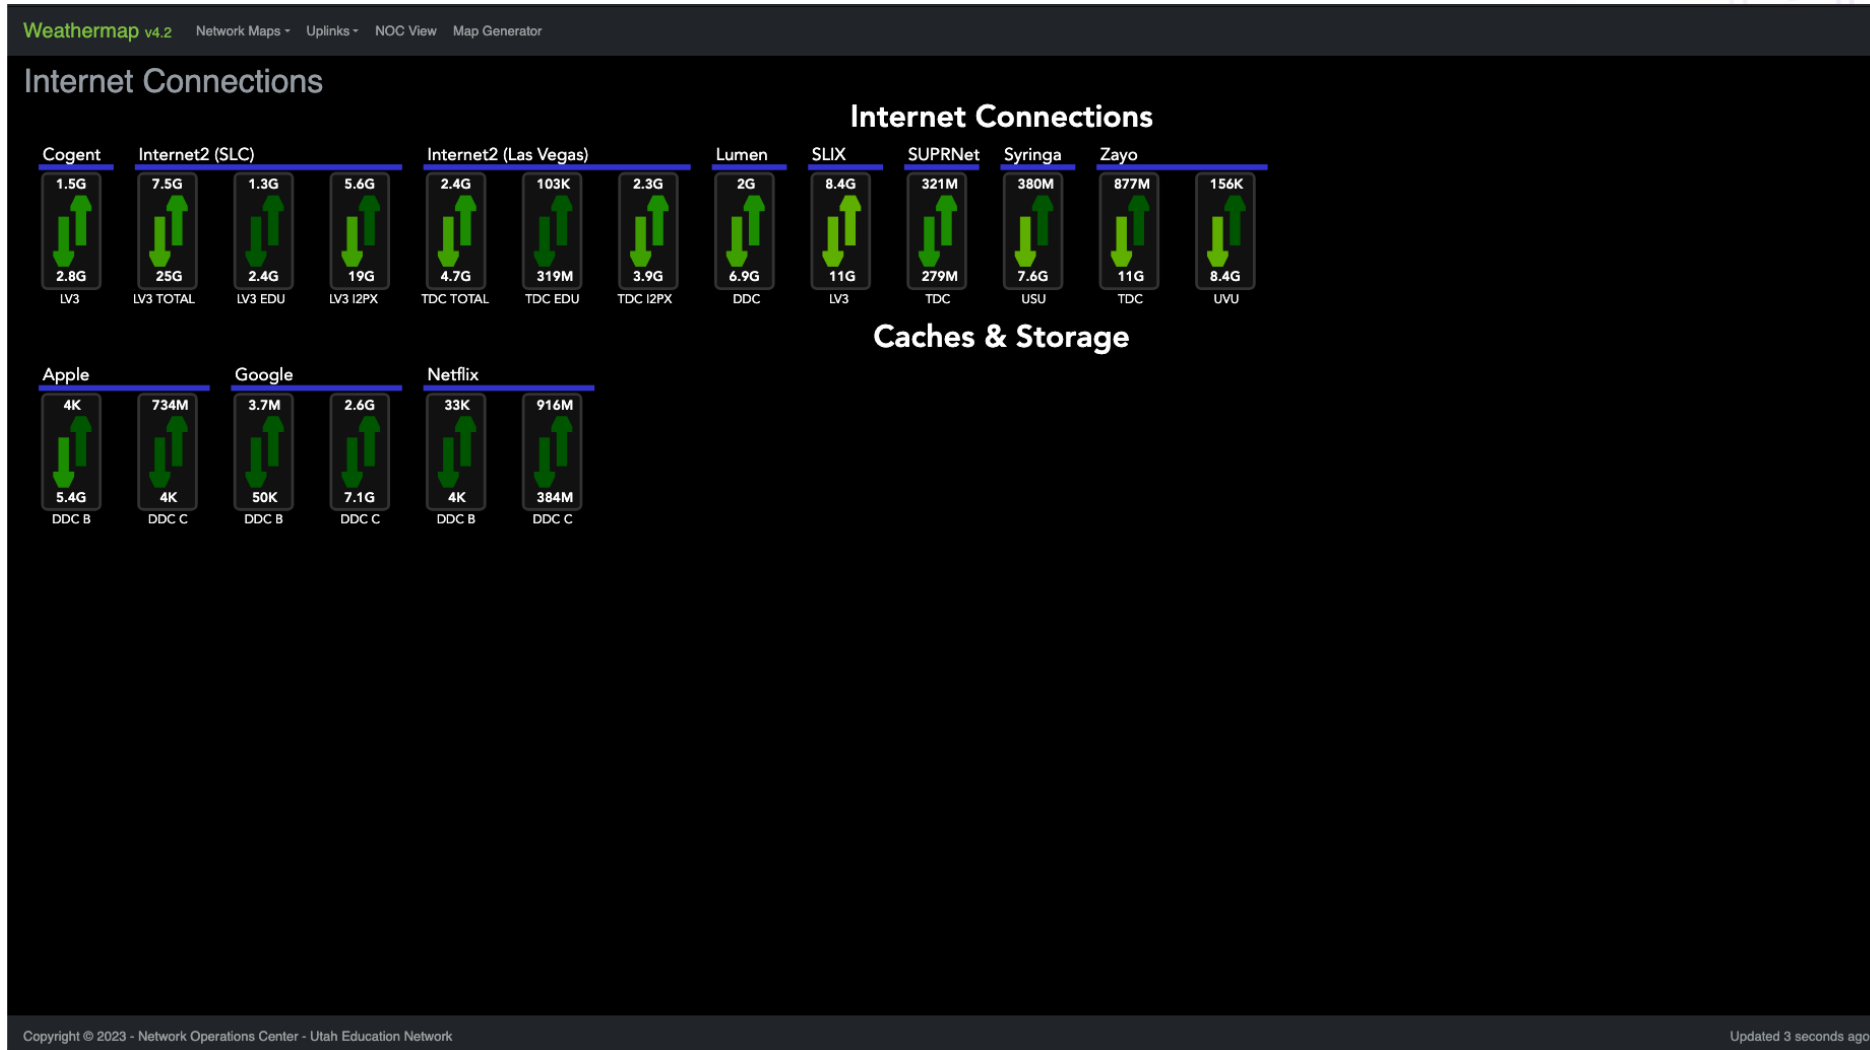 Weathermap v4.2 Network Maps Uplinks NOC View Map Generator
Internet Connections
Internet Connections
Cogent Internet2 (SLC) Internet2 (Las Vegas) Lumen SLIX SUPRNet Syringa Zayo
1.5G 7.5G 1.3G 5.6G 2.4G 103K 2.3G 2G 8.4G 321M 380M 877M 156K
2.8G 25G 2.4G 19G 4.7G 319M 3.9G 6.9G 11G 279M 7.6G 11G 8.4G
LV3 LV3 TOTAL LV3 EDU LV3 I2PX TDC TOTAL TDC EDU TDC I2PX DDC LV3 TDC USU TDC UVU
Caches & Storage
Apple Google Netflix
4K 734M 3.7M 2.6G 33K 916M
5.4G 4K 50K 7.1G 4K 384M
DDC B DDC C DDC B DDC C DDC B DDC C
Copyright © 2023 - Network Operations Center - Utah Education Network Updated 3 seconds ago